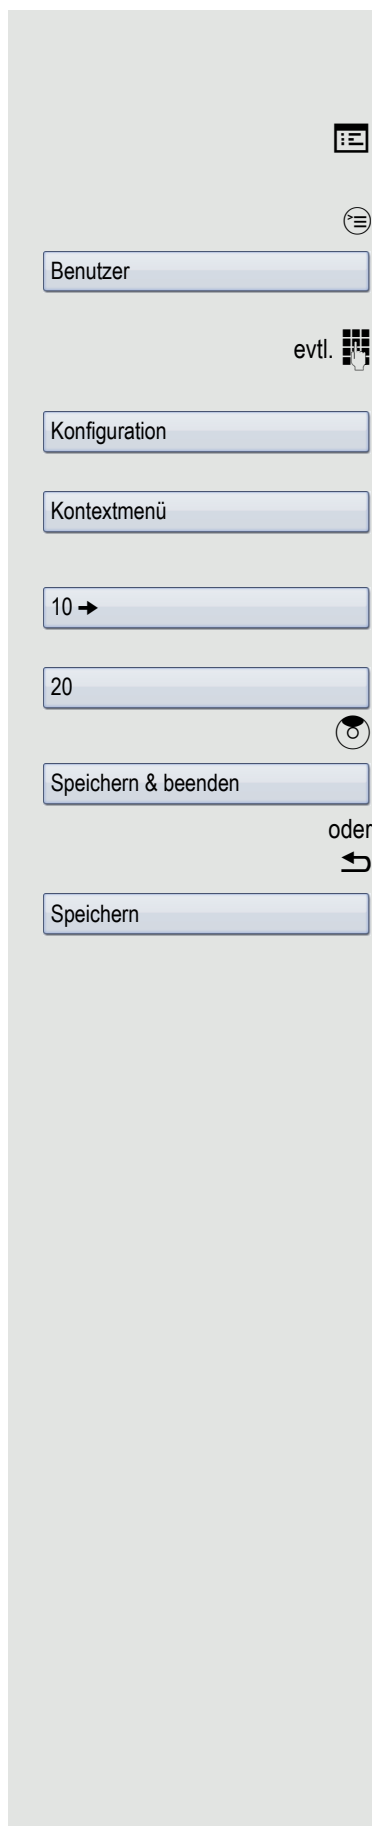 Benutzer
evtl.
Konfiguration
Kontextmenü
10 →
20
Speichern & beenden
oder
Speichern